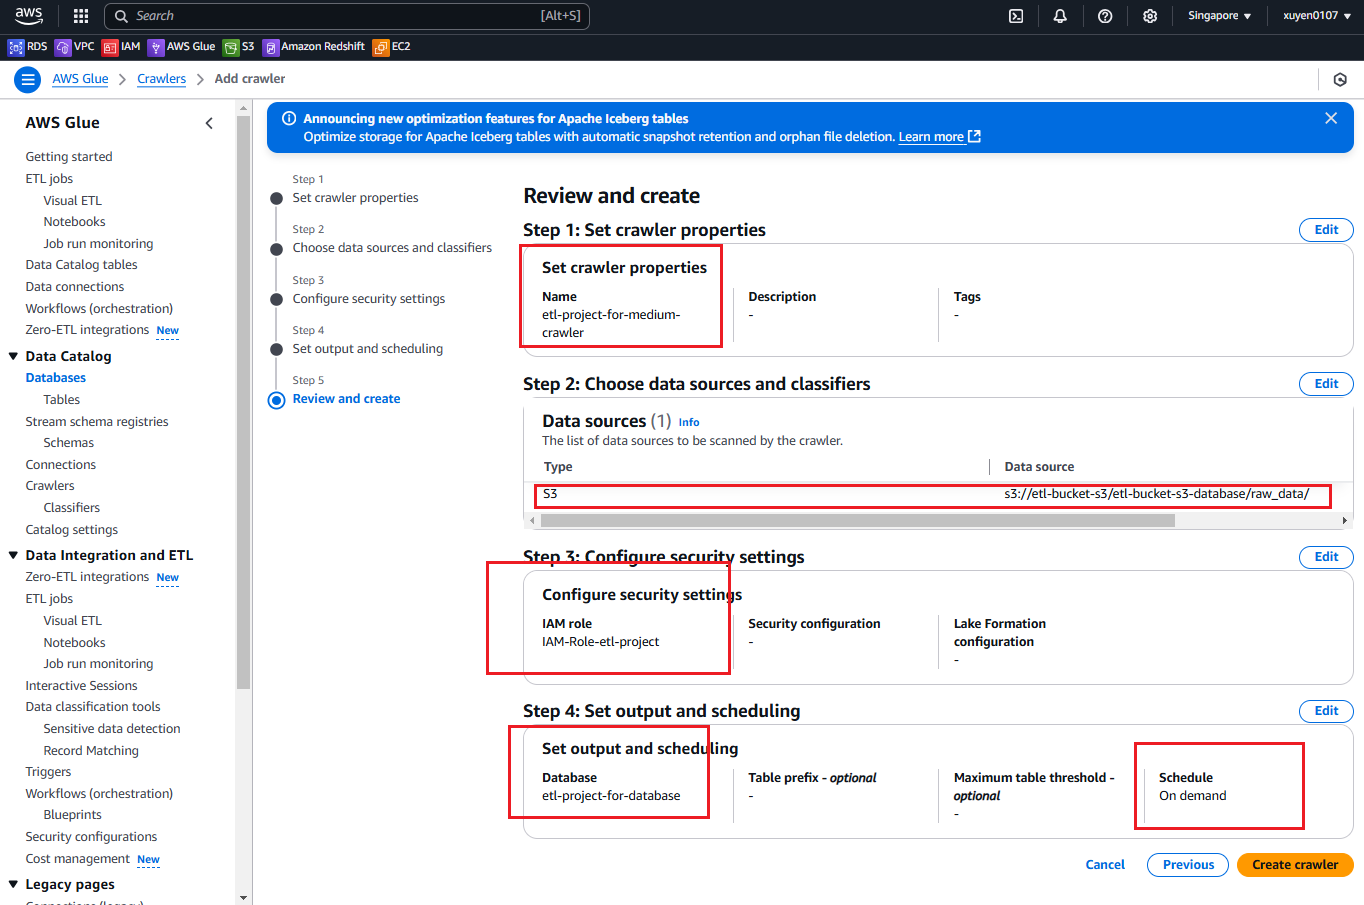 aws
Search
[Alt+S]
Singapore
xuyen0107
RDS VPC IAM AWS Glue S3 Amazon Redshift EC2
AWS Glue
Crawlers
Add crawler
AWS Glue
Getting started
ETL jobs
Visual ETL
Notebooks
Job run monitoring
Data Catalog tables
Data connections
Workflows (orchestration)
Zero-ETL integrations New
Data Catalog
Databases
Tables
Stream schema registries
Schemas
Connections
Crawlers
Classifiers
Catalog settings
Data Integration and ETL
Zero-ETL integrations New
ETL jobs
Visual ETL
Notebooks
Job run monitoring
Interactive Sessions
Data classification tools
Sensitive data detection
Record Matching
Triggers
Workflows (orchestration)
Blueprints
Security configurations
Cost management New
Legacy pages
Connections (legacy)
Announcing new optimization features for Apache Iceberg tables
Optimize storage for Apache Iceberg tables with automatic snapshot retention and orphan file deletion. Learn more
Step 1
Set crawler properties
Step 2
Choose data sources and classifiers
Step 3
Configure security settings
Step 4
Set output and scheduling
Step 5
Review and create
Review and create
Step 1: Set crawler properties
Edit
Set crawler properties
Name
etl-project-for-medium-
crawler
Description
-
Tags
-
Step 2: Choose data sources and classifiers
Edit
Data sources (1) Info
The list of data sources to be scanned by the crawler.
Type
Data source
S3
s3://etl-bucket-s3/etl-bucket-s3-database/raw_data/
Step 3: Configure security settings
Edit
Configure security settings
IAM role
IAM-Role-etl-project
Security configuration
-
Lake Formation
configuration
-
Step 4: Set output and scheduling
Edit
Set output and scheduling
Database
etl-project-for-database
Table prefix - optional
-
Maximum table threshold -
optional
-
Schedule
On demand
Cancel
Previous
Create crawler